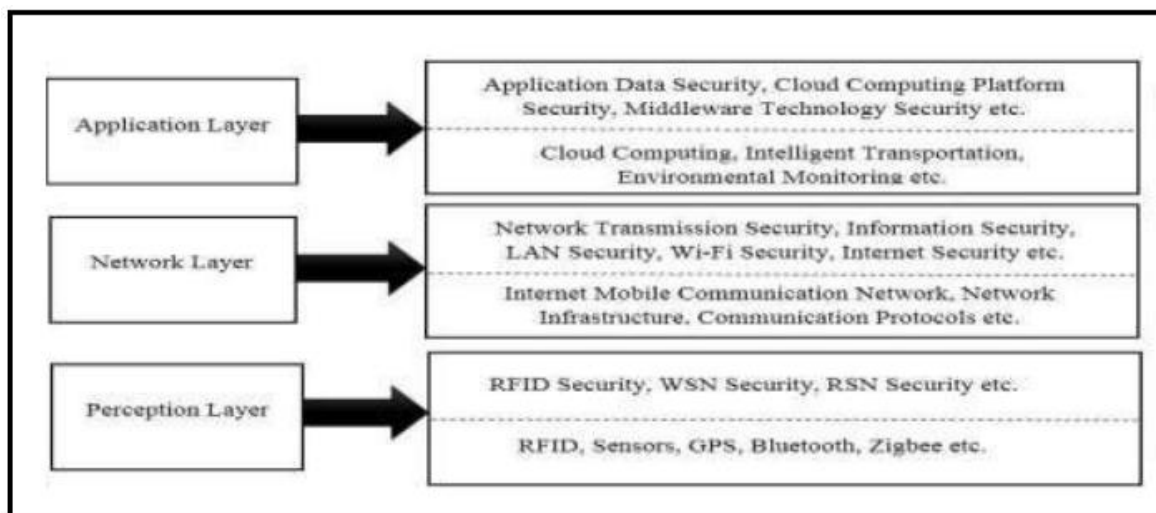 Application Layer
Application Data Security, Cloud Computing Platform
Security, Middleware Technology Security etc.
Cloud Computing, Intelligent Transportation,
Environmental Monitoring etc.
Network Layer
Network Transmission Security, Information Security,
LAN Security, Wi-Fi Security, Internet Security etc.
Internet Mobile Communication Network, Network
Infrastructure, Communication Protocols etc.
Perception Layer
RFID Security, WSN Security, RSN Security etc.
RFID, Sensors, GPS, Bluetooth, Zigbee etc.